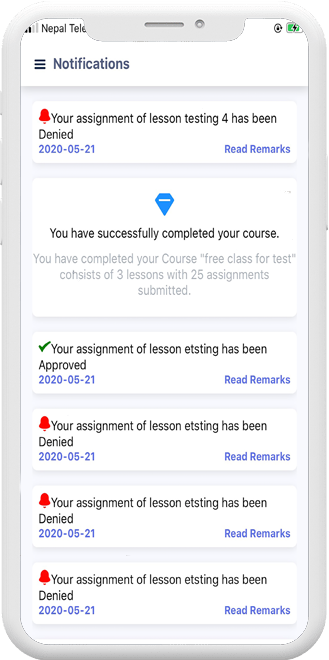 Nepal Tele
Notifications
Your assignment of lesson testing 4 has been
Denied
2020-05-21 Read Remarks
You have successfully completed your course.
You have completed your Course "free class for test"
consists of 3 lessons with 25 assignments
submitted.
Your assignment of lesson etsting has been
Approved
2020-05-21 Read Remarks
Your assignment of lesson etsting has been
Denied
2020-05-21 Read Remarks
Your assignment of lesson etsting has been
Denied
2020-05-21 Read Remarks
Your assignment of lesson etsting has been
Denied
2020-05-21 Read Remarks